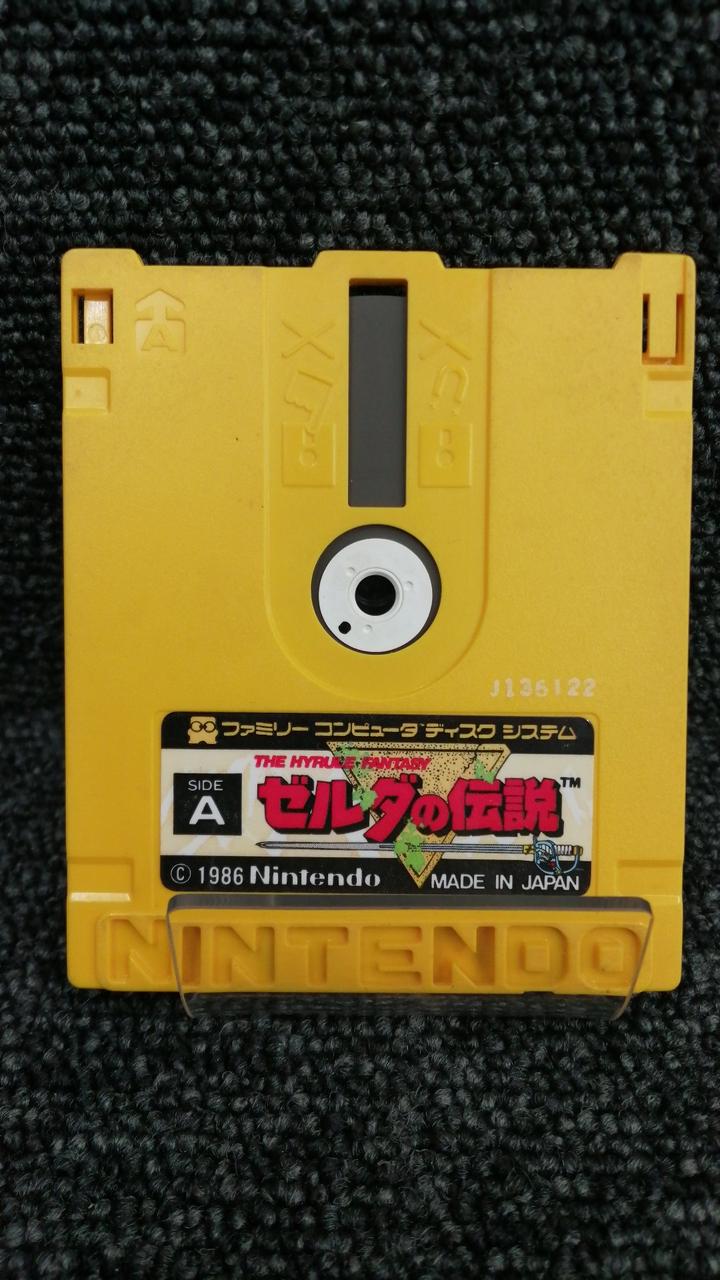 A
J136122
ファミリー コンピュータ ディスク システム
THE HYRULE FANTASY
SIDE A
ゼルダの伝説™
© 1986 Nintendo
MADE IN JAPAN
NINTENDO